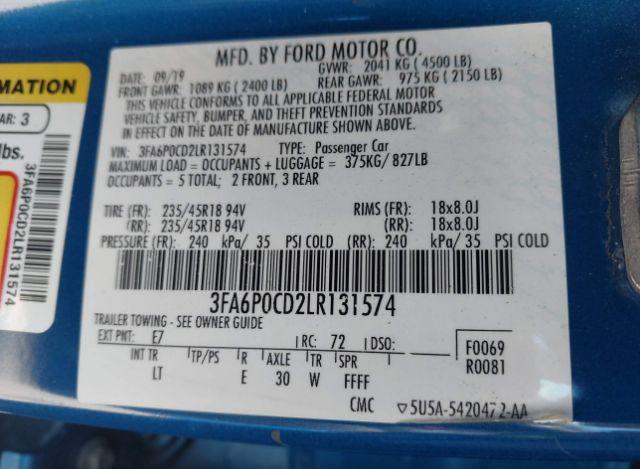 MFD. BY FORD MOTOR CO.
DATE: 09/19 GVWR: 2041 KG ( 4500 LB)
FRONT GAWR: 1089 KG ( 2400 LB) REAR GAWR: 975 KG ( 2150 LB)
THIS VEHICLE CONFORMS TO ALL APPLICABLE FEDERAL MOTOR
VEHICLE SAFETY, BUMPER, AND THEFT PREVENTION STANDARDS
IN EFFECT ON THE DATE OF MANUFACTURE SHOWN ABOVE.
VIN: 3FA6P0CD2LR131574 TYPE: Passenger Car
MAXIMUM LOAD = OCCUPANTS + LUGGAGE = 375KG/ 827LB
OCCUPANTS = 5 TOTAL; 2 FRONT, 3 REAR
TIRE (FR): 235/45R18 94V RIMS (FR): 18x8.0J
(RR): 235/45R18 94V (RR): 18x8.0J
PRESSURE (FR): 240 kPa/ 35 PSI COLD (RR): 240 kPa/ 35 PSI COLD
3FA6P0CD2LR131574
TRAILER TOWING - SEE OWNER GUIDE
EXT PNT: E7 RC: 72 DSO: F0069
INT TR TP/PS R AXLE TR SPR R0081
LT E 30 W FFFF
CMC 5U5A-5420472-AA
RMATION
AR: 3
lbs.
3FA6P0CD2LR131574